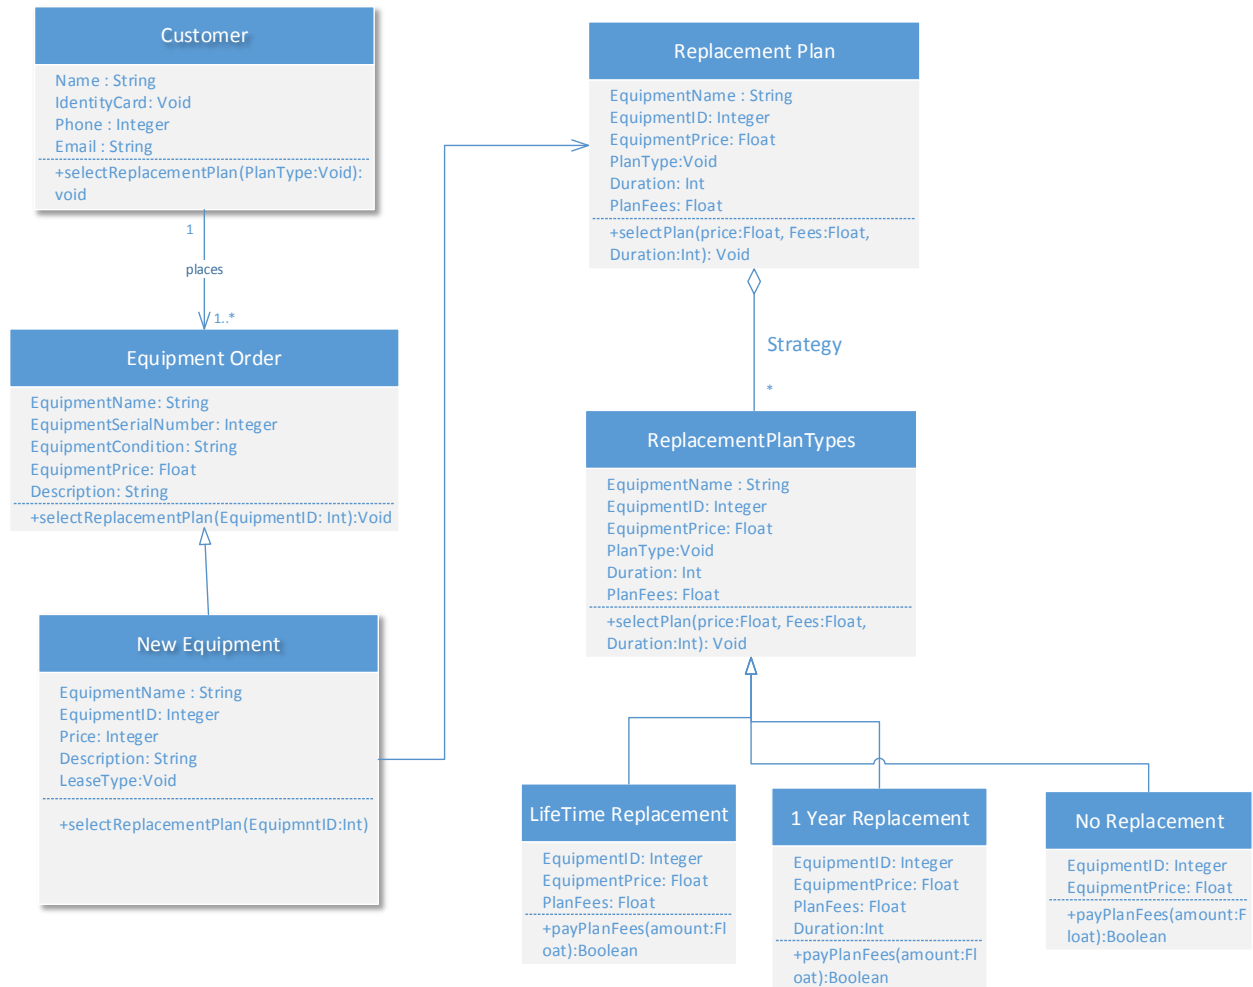 Customer
Name : String
IdentityCard: Void
Phone : Integer
Email : String
+selectReplacementPlan(PlanType:Void):
void
1
places
1..*
Equipment Order
EquipmentName: String
EquipmentSerialNumber: Integer
EquipmentCondition: String
EquipmentPrice: Float
Description: String
+selectReplacementPlan(EquipmentID: Int):Void
New Equipment
EquipmentName : String
EquipmentID: Integer
Price: Integer
Description: String
LeaseType:Void
+selectReplacementPlan(EquipmntID:Int)
Replacement Plan
EquipmentName : String
EquipmentID: Integer
EquipmentPrice: Float
PlanType:Void
Duration: Int
PlanFees: Float
+selectPlan(price:Float, Fees:Float,
Duration:Int): Void
Strategy
*
ReplacementPlanTypes
EquipmentName : String
EquipmentID: Integer
EquipmentPrice: Float
PlanType:Void
Duration: Int
PlanFees: Float
+selectPlan(price:Float, Fees:Float,
Duration:Int): Void
LifeTime Replacement
EquipmentID: Integer
EquipmentPrice: Float
PlanFees: Float
+payPlanFees(amount:Fl
oat):Boolean
1 Year Replacement
EquipmentID: Integer
EquipmentPrice: Float
PlanFees: Float
Duration:Int
+payPlanFees(amount:Fl
oat):Boolean
No Replacement
EquipmentID: Integer
EquipmentPrice: Float
+payPlanFees(amount:F
loat):Boolean